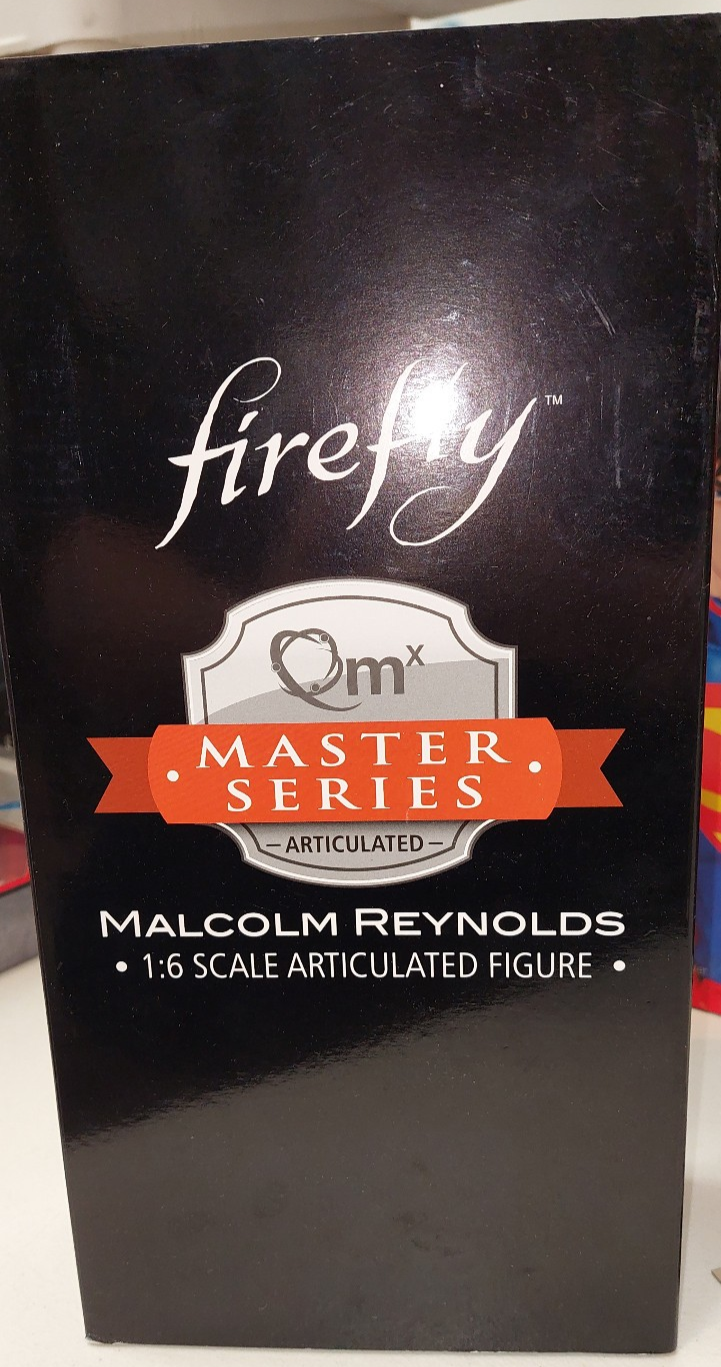 firefly™
Qmx
MASTER
SERIES
– ARTICULATED –
MALCOLM REYNOLDS
• 1:6 SCALE ARTICULATED FIGURE •